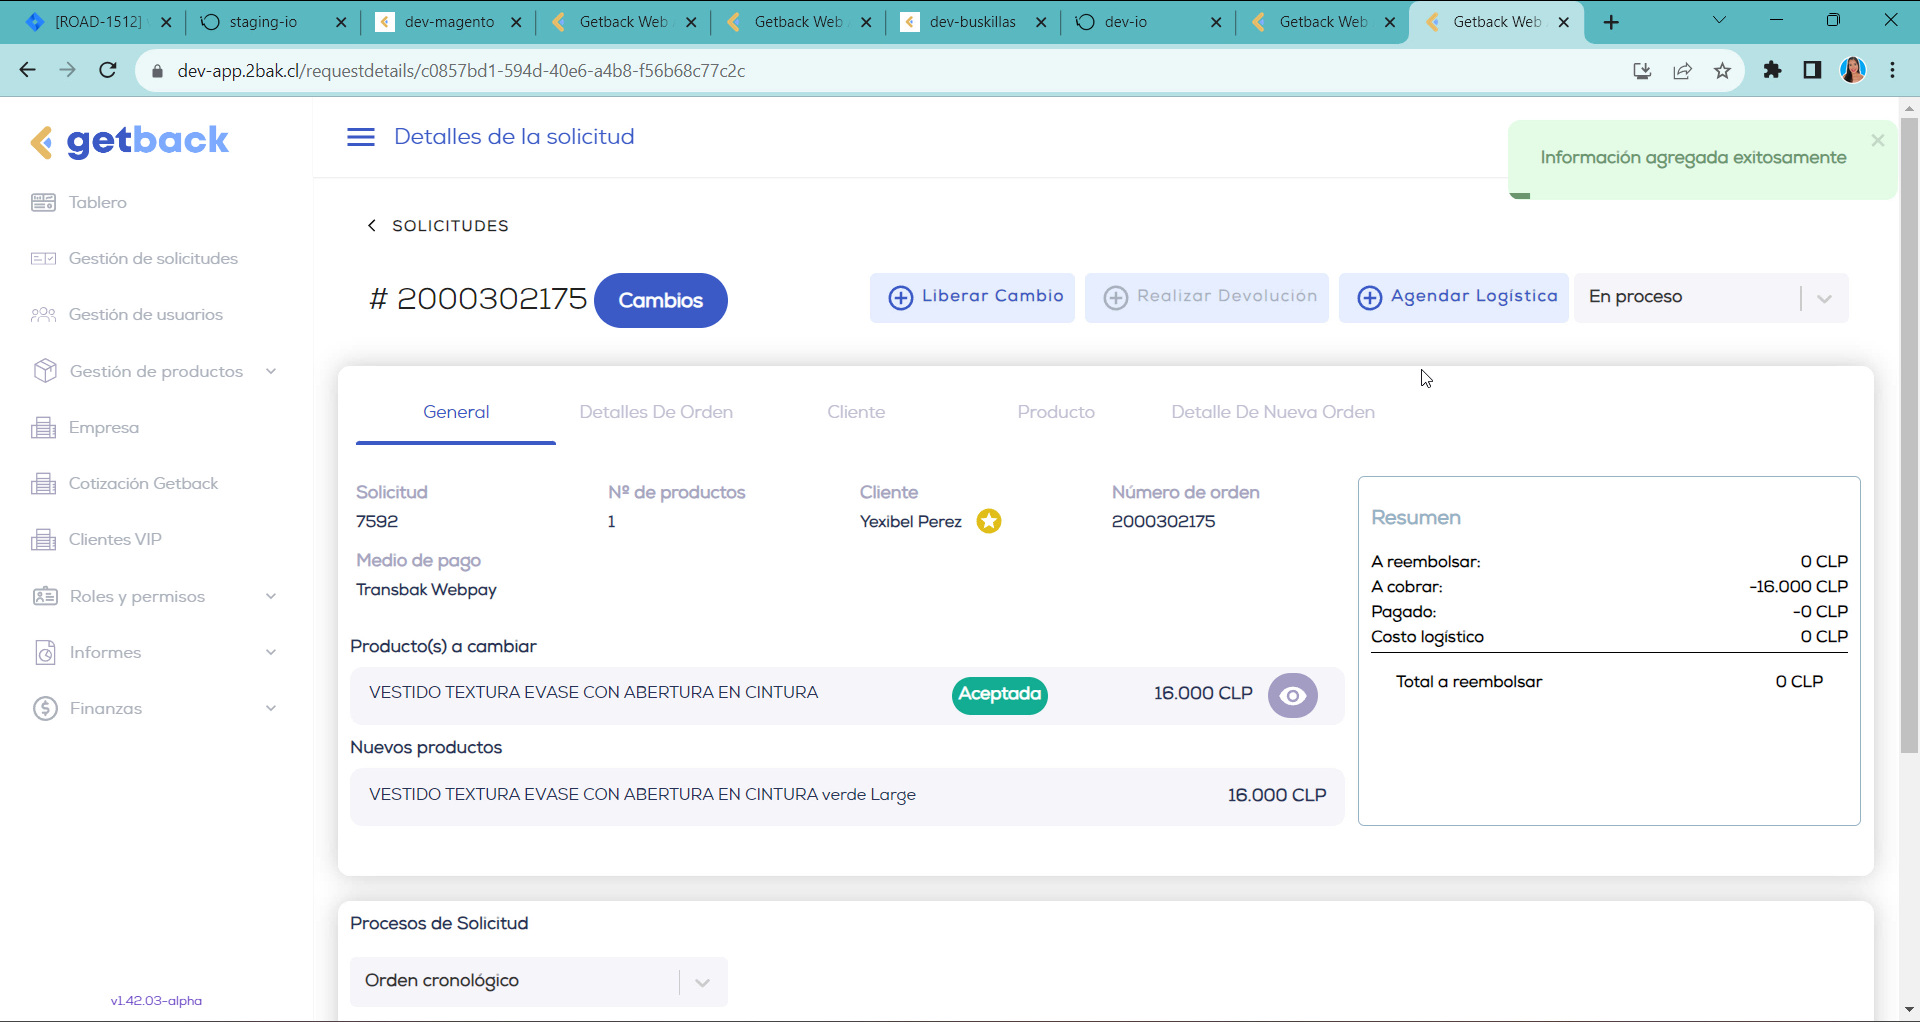 [ROAD-1512]
staging-io
dev-magento
Getback Web
Getback Web
dev-buskillas
dev-io
Getback Web
Getback Web
dev-app.2bak.cl/requestdetails/c0857bd1-594d-40e6-a4b8-f56b68c77c2c
getback
Detalles de la solicitud
Información agregada exitosamente
Tablero
Gestión de solicitudes
Gestión de usuarios
Gestión de productos
Empresa
Cotización Getback
Clientes VIP
Roles y permisos
Informes
Finanzas
v1.42.03-alpha
SOLICITUDES
# 2000302175
Cambios
Liberar Cambio
Realizar Devolución
Agendar Logística
En proceso
General
Detalles De Orden
Cliente
Producto
Detalle De Nueva Orden
Solicitud
7592
Nº de productos
1
Cliente
Yexibel Perez
Número de orden
2000302175
Medio de pago
Transbak Webpay
Producto(s) a cambiar
VESTIDO TEXTURA EVASE CON ABERTURA EN CINTURA
Aceptada
16.000 CLP
Nuevos productos
VESTIDO TEXTURA EVASE CON ABERTURA EN CINTURA verde Large
16.000 CLP
Resumen
A reembolsar: 0 CLP
A cobrar: -16.000 CLP
Pagado: -0 CLP
Costo logístico 0 CLP
Total a reembolsar 0 CLP
Procesos de Solicitud
Orden cronológico